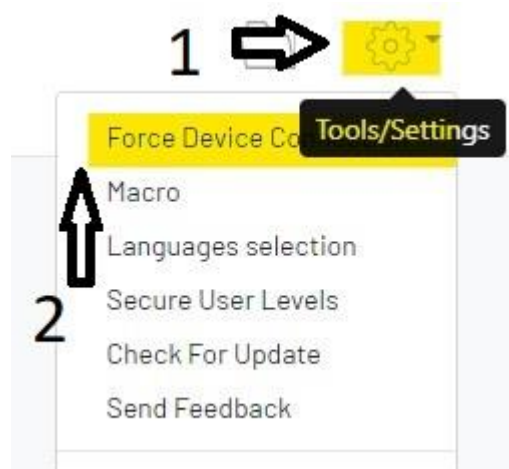 1
Tools/Settings
Force Device Co
Macro
Languages selection
2
Secure User Levels
Check For Update
Send Feedback